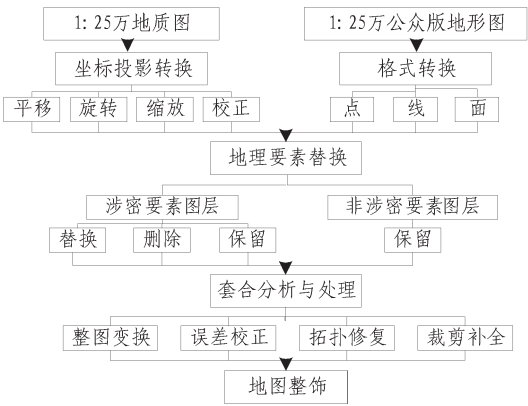 1: 25万地质图 1: 25万公众版地形图
坐标投影转换 格式转换
平移 旋转 缩放 校正 点 线 面
地理要素替换
涉密要素图层 非涉密要素图层
替换 删除 保留 保留
套合分析与处理
整图变换 误差校正 拓扑修复 裁剪补全
地图整饰